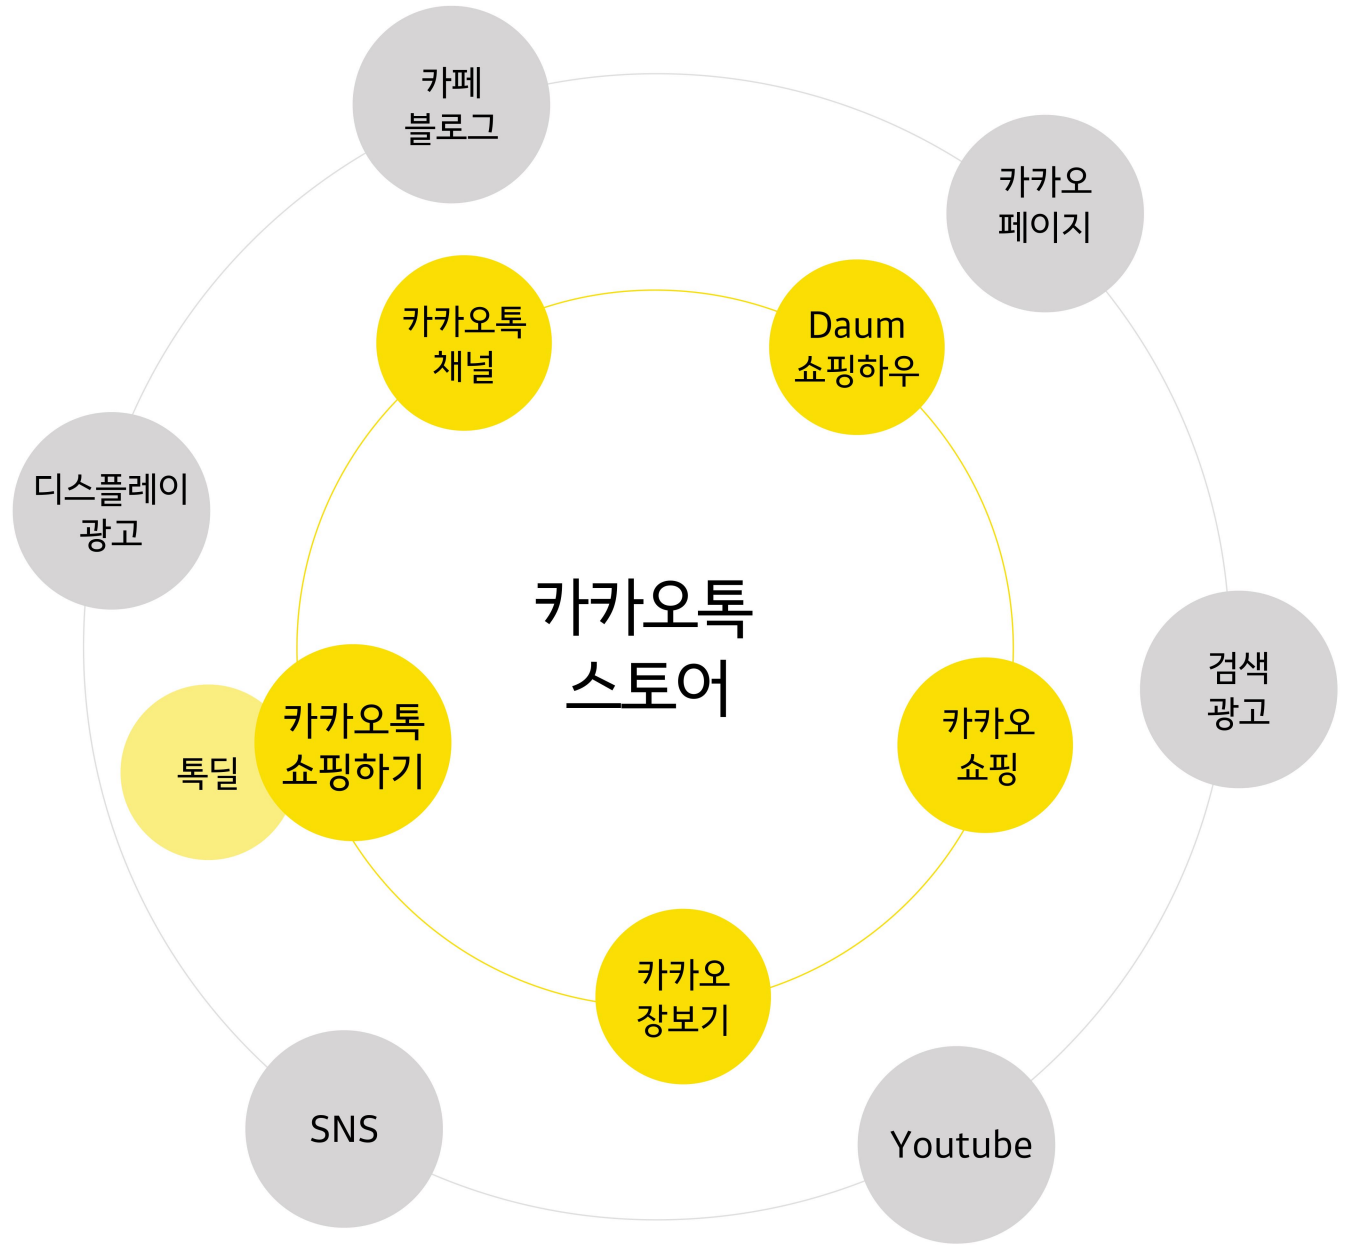 카페
블로그
카카오
페이지
카카오톡
채널
Daum
쇼핑하우
디스플레이
광고
카카오톡
스토어
검색
광고
톡딜
카카오톡
쇼핑하기
카카오
쇼핑
카카오
장보기
SNS
Youtube